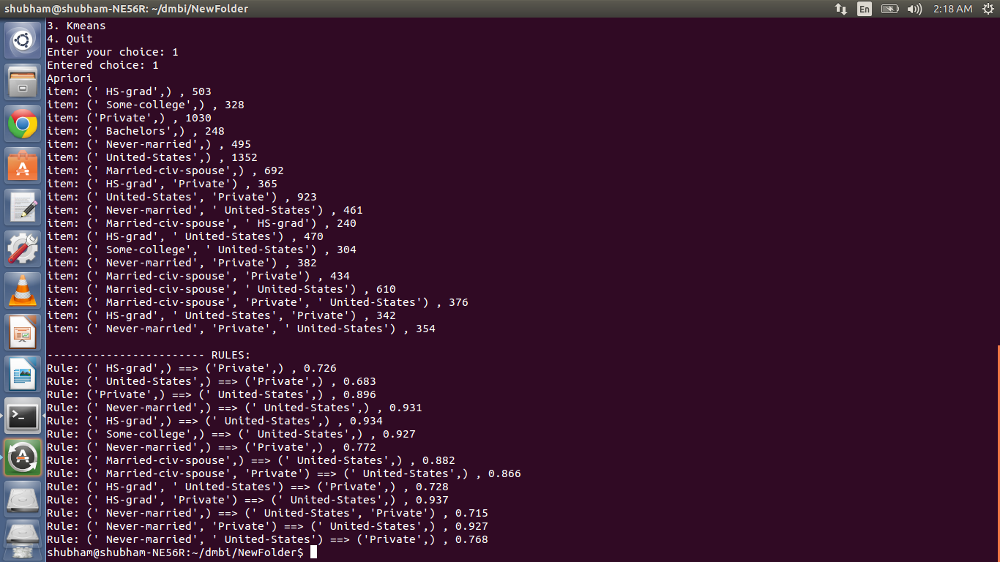 shubham@shubham-NE56R: ~/dmbi/NewFolder
En
2:18 AM
3. Kmeans
4. Quit
Enter your choice: 1
Entered choice: 1
Apriori
item: (' HS-grad',) , 503
item: (' Some-college',) , 328
item: ('Private',) , 1030
item: (' Bachelors',) , 248
item: (' Never-married',) , 495
item: (' United-States',) , 1352
item: (' Married-civ-spouse',) , 692
item: (' HS-grad', 'Private') , 365
item: (' United-States', 'Private') , 923
item: (' Never-married', ' United-States') , 461
item: (' Married-civ-spouse', ' HS-grad') , 240
item: (' HS-grad', ' United-States') , 470
item: (' Some-college', ' United-States') , 304
item: (' Never-married', 'Private') , 382
item: (' Married-civ-spouse', 'Private') , 434
item: (' Married-civ-spouse', ' United-States') , 610
item: (' Married-civ-spouse', 'Private', ' United-States') , 376
item: (' HS-grad', ' United-States', 'Private') , 342
item: (' Never-married', 'Private', ' United-States') , 354
------------------------ RULES:
Rule: (' HS-grad',) ==> ('Private',) , 0.726
Rule: (' United-States',) ==> ('Private',) , 0.683
Rule: ('Private',) ==> (' United-States',) , 0.896
Rule: (' Never-married',) ==> (' United-States',) , 0.931
Rule: (' HS-grad',) ==> (' United-States',) , 0.934
Rule: (' Some-college',) ==> (' United-States',) , 0.927
Rule: (' Never-married',) ==> ('Private',) , 0.772
Rule: (' Married-civ-spouse',) ==> (' United-States',) , 0.882
Rule: (' Married-civ-spouse', 'Private') ==> (' United-States',) , 0.866
Rule: (' HS-grad', ' United-States') ==> ('Private',) , 0.728
Rule: (' HS-grad', 'Private') ==> (' United-States',) , 0.937
Rule: (' Never-married',) ==> (' United-States', 'Private') , 0.715
Rule: (' Never-married', 'Private') ==> (' United-States',) , 0.927
Rule: (' Never-married', ' United-States') ==> ('Private',) , 0.768
shubham@shubham-NE56R:~/dmbi/NewFolder$